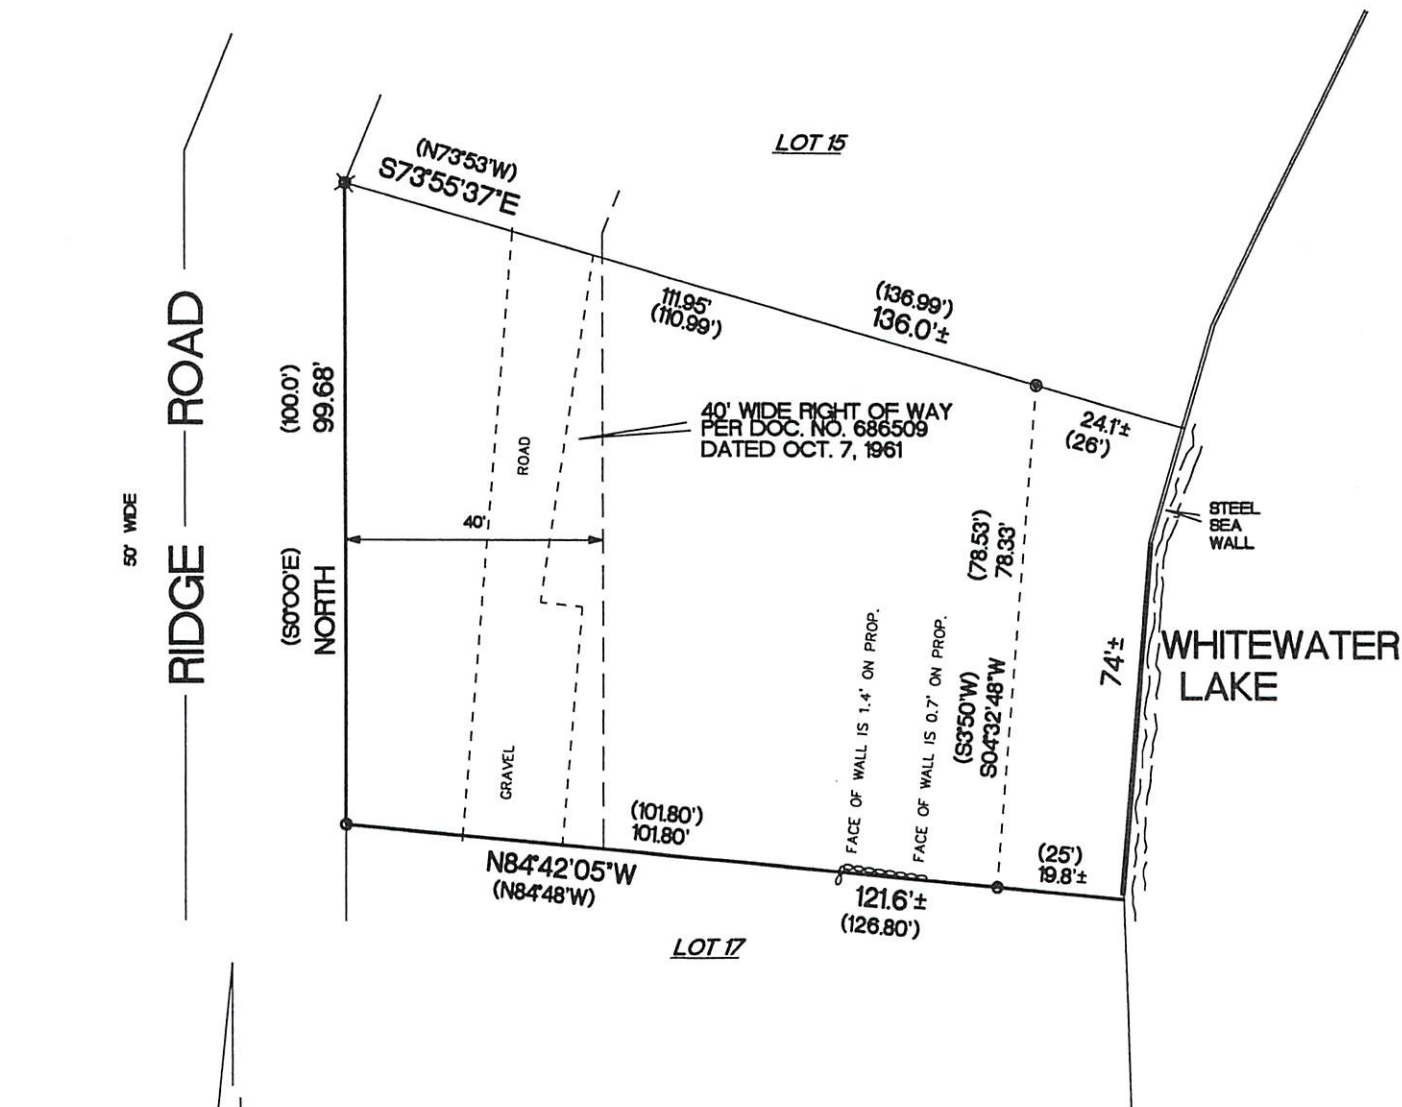 LOT 15
(N73°53'W)
S73°55'37"E
(136.99')
136.0'±
111.95'
(110.99')
24.1'±
(26')
(100.0')
99.68'
40' WIDE RIGHT OF WAY
PER DOC. NO. 686509
DATED OCT. 7, 1961
ROAD
40'
50' WIDE
RIDGE ROAD
(S0°00'E)
NORTH
(78.53')
78.33'
STEEL
SEA
WALL
WHITEWATER
LAKE
74'±
FACE OF WALL IS 1.4' ON PROP.
FACE OF WALL IS 0.7' ON PROP.
(S3°50'W)
S04°32'48"W
GRAVEL
(101.80')
101.80'
N84°42'05"W
(N84°48'W)
(25')
19.8'±
121.6'±
(126.80')
LOT 17